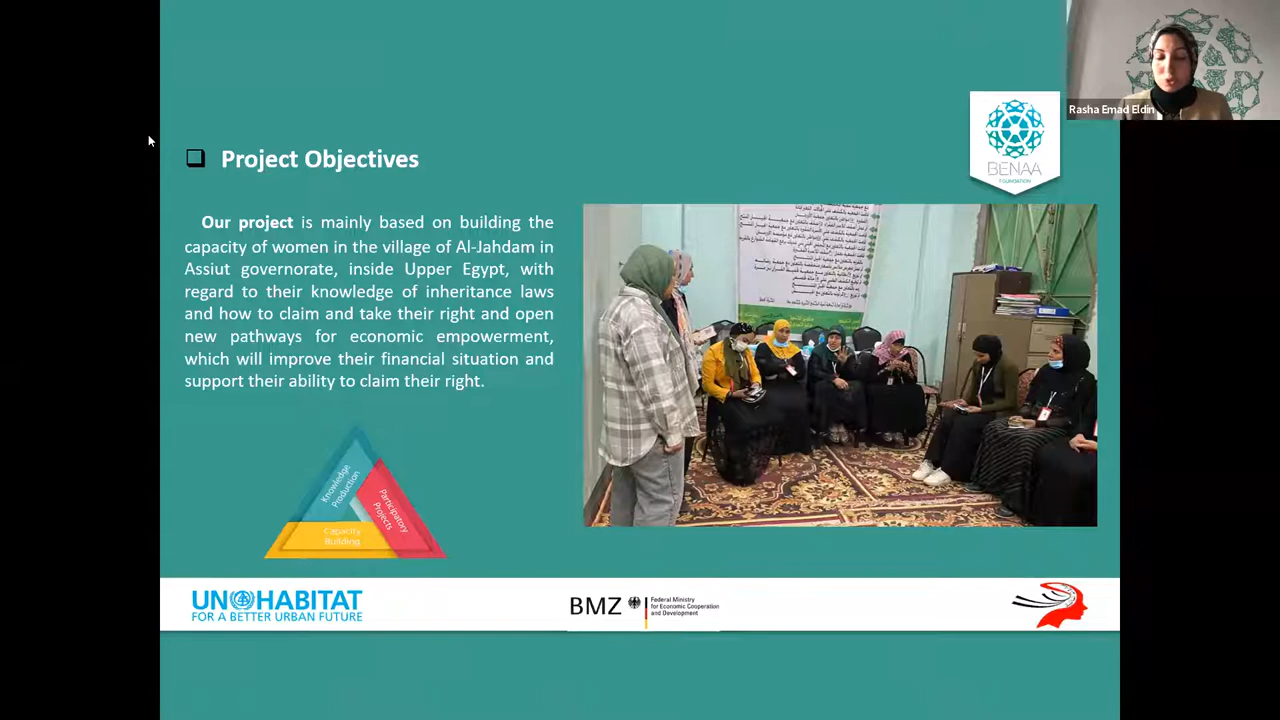 Rasha Emad Eldin
BENAA
FOUNDATION
Project Objectives
Our project is mainly based on building the
capacity of women in the village of Al-Jahdam in
Assiut governorate, inside Upper Egypt, with
regard to their knowledge of inheritance laws
and how to claim and take their right and open
new pathways for economic empowerment,
which will improve their financial situation and
support their ability to claim their right.
Knowledge
Production
Participatory
Projects
Capacity
Building
UN HABITAT
FOR A BETTER URBAN FUTURE
BMZ
Federal Ministry
for Economic Cooperation
and Development